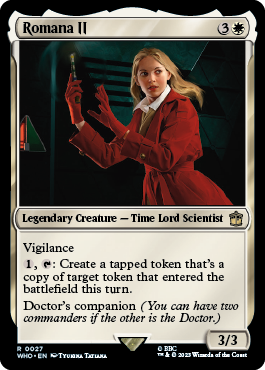 Romana II 3
Legendary Creature — Time Lord Scientist
Vigilance
1, : Create a tapped token that's a
copy of target token that entered the
battlefield this turn.
Doctor's companion (You can have two
commanders if the other is the Doctor.)
R 0027
WHO • EN Tyukina Tatiana
© BBC
™ & © 2023 Wizards of the Coast
3/3